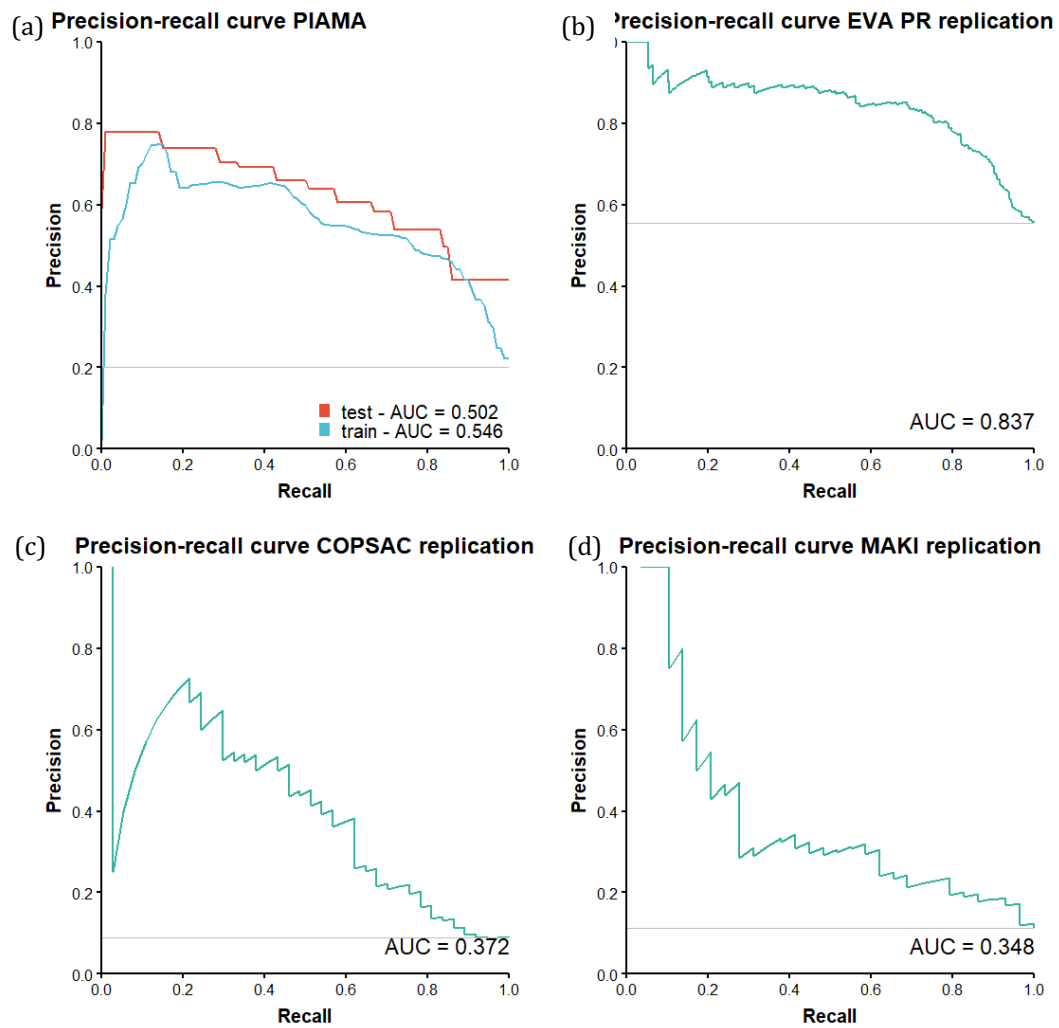 (a) Precision-recall curve PIAMA
1.0
0.8
0.6
0.4
0.2
0.0
Precision
test - AUC = 0.502
train - AUC = 0.546
0.0 0.2 0.4 0.6 0.8 1.0
Recall
(b) Precision-recall curve EVA PR replication
0.8
0.6
0.4
0.2
0.0
Precision
AUC = 0.837
0.0 0.2 0.4 0.6 0.8 1.0
Recall
(c) Precision-recall curve COPSAC replication
1.0
0.8
0.6
0.4
0.2
0.0
Precision
AUC = 0.372
0.0 0.2 0.4 0.6 0.8 1.0
Recall
(d) Precision-recall curve MAKI replication
1.0
0.8
0.6
0.4
0.2
0.0
Precision
AUC = 0.348
0.0 0.2 0.4 0.6 0.8 1.0
Recall